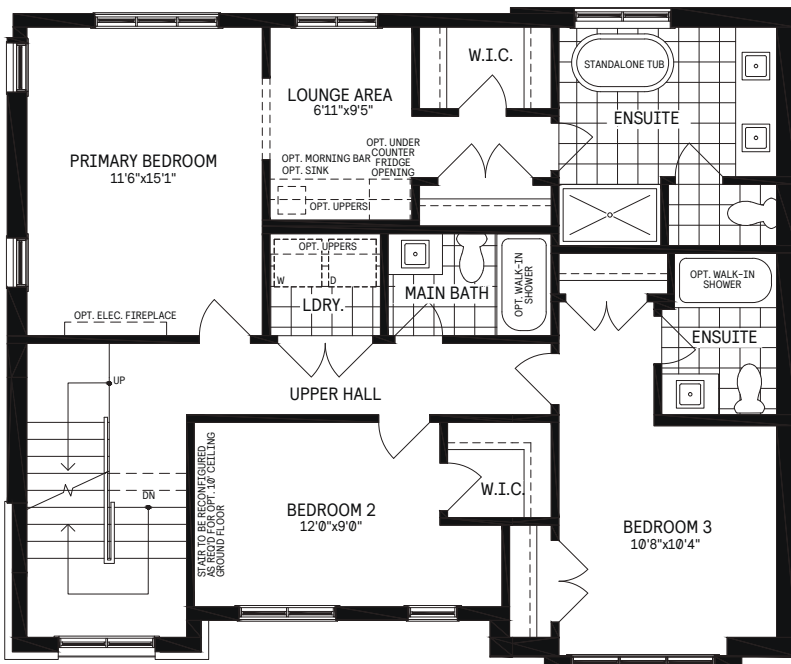 W.I.C.
STANDALONE TUB
LOUNGE AREA
6'11"x9'5"
ENSUITE
PRIMARY BEDROOM
11'6"x15'1"
OPT. UNDER
COUNTER
FRIDGE
OPENING
OPT. MORNING BAR
OPT. SINK
OPT. UPPERS
OPT. UPPERS
W
D
LDRY.
MAIN BATH
OPT. WALK-IN
SHOWER
OPT. WALK-IN
SHOWER
ENSUITE
OPT. ELEC. FIREPLACE
UP
UPPER HALL
DN
STAIR TO BE RECONFIGURED
AS REQ'D FOR OPT. 10' CEILING
GROUND FLOOR
BEDROOM 2
12'0"x9'0"
W.I.C.
BEDROOM 3
10'8"x10'4"